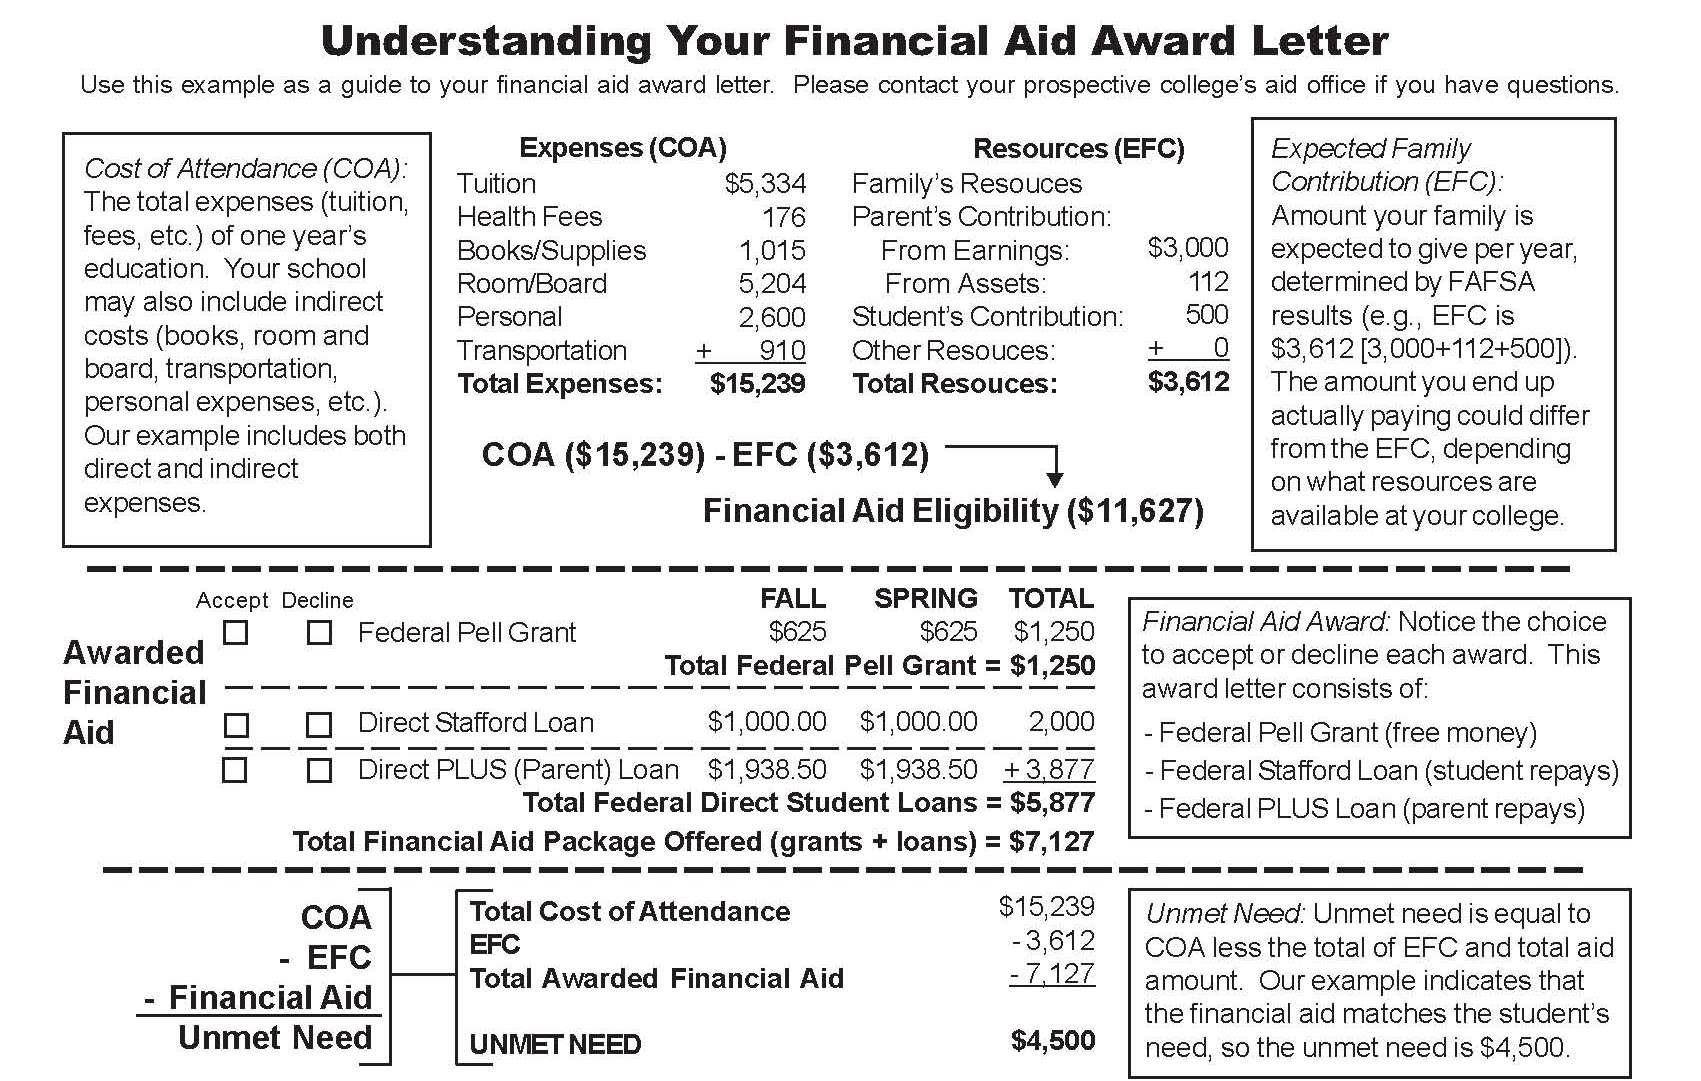 Understanding Your Financial Aid Award Letter
Use this example as a guide to your financial aid award letter.  Please contact your prospective college's aid office if you have questions.
Cost of Attendance (COA):
The total expenses (tuition,
fees, etc.) of one year's
education.  Your school
may also include indirect
costs (books, room and
board, transportation,
personal expenses, etc.).
Our example includes both
direct and indirect
expenses.
Expenses (COA)
Tuition $5,334
Health Fees 176
Books/Supplies 1,015
Room/Board 5,204
Personal 2,600
Transportation + 910
Total Expenses: $15,239
Resources (EFC)
Family's Resouces
Parent's Contribution:
From Earnings: $3,000
From Assets: 112
Student's Contribution: 500
Other Resouces: + 0
Total Resouces: $3,612
COA ($15,239) - EFC ($3,612)
Financial Aid Eligibility ($11,627)
Expected Family
Contribution (EFC):
Amount your family is
expected to give per year,
determined by FAFSA
results (e.g., EFC is
$3,612 [3,000+112+500]).
The amount you end up
actually paying could differ
from the EFC, depending
on what resources are
available at your college.
Awarded
Financial
Aid
Accept Decline FALL SPRING TOTAL
Federal Pell Grant $625 $625 $1,250
Total Federal Pell Grant = $1,250
Direct Stafford Loan $1,000.00 $1,000.00 2,000
Direct PLUS (Parent) Loan $1,938.50 $1,938.50 + 3,877
Total Federal Direct Student Loans = $5,877
Total Financial Aid Package Offered (grants + loans) = $7,127
Financial Aid Award: Notice the choice
to accept or decline each award.  This
award letter consists of:
- Federal Pell Grant (free money)
- Federal Stafford Loan (student repays)
- Federal PLUS Loan (parent repays)
COA
- EFC
- Financial Aid
Unmet Need
Total Cost of Attendance $15,239
EFC - 3,612
Total Awarded Financial Aid - 7,127
UNMET NEED $4,500
Unmet Need: Unmet need is equal to
COA less the total of EFC and total aid
amount.  Our example indicates that
the financial aid matches the student's
need, so the unmet need is $4,500.